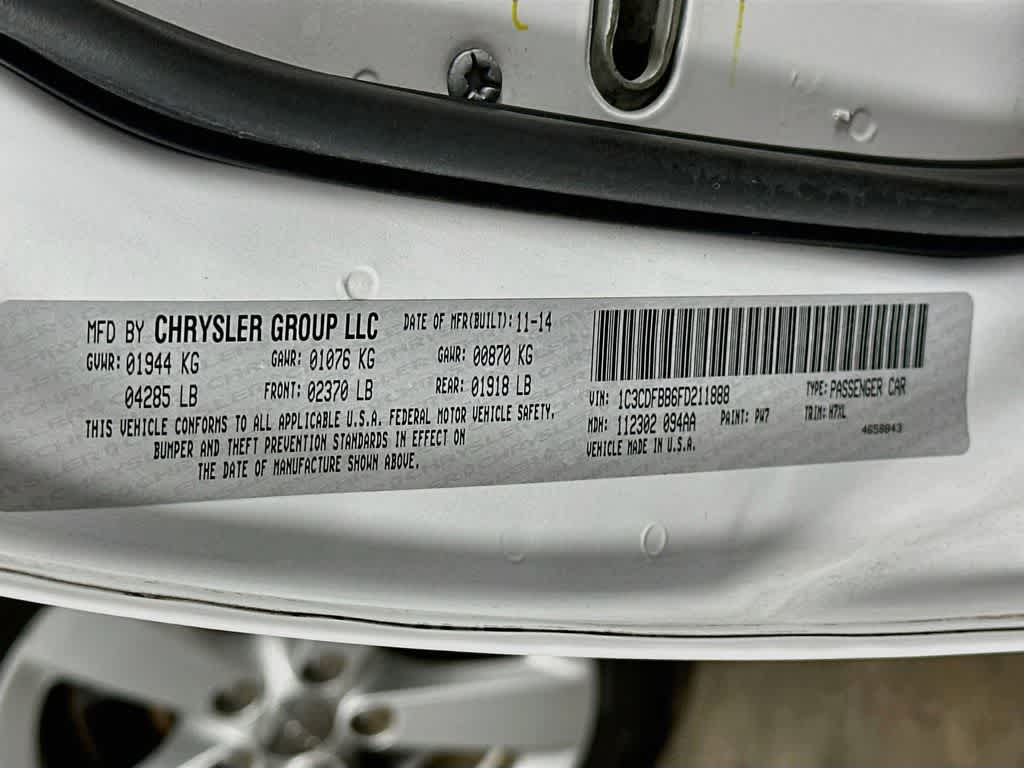 MFD BY CHRYSLER GROUP LLC DATE OF MFR(BUILT): 11-14
GVWR: 01944 KG GAWR: 01076 KG GAWR: 00870 KG
04285 LB FRONT: 02370 LB REAR: 01918 LB
THIS VEHICLE CONFORMS TO ALL APPLICABLE U.S.A. FEDERAL MOTOR VEHICLE SAFETY,
BUMPER AND THEFT PREVENTION STANDARDS IN EFFECT ON
THE DATE OF MANUFACTURE SHOWN ABOVE.
VIN: 1C3CDFBB6FD211888 TYPE: PASSENGER CAR
MDH: 112302 094AA PAINT: PW7 TRIM: H7XL
VEHICLE MADE IN U.S.A. 4658843